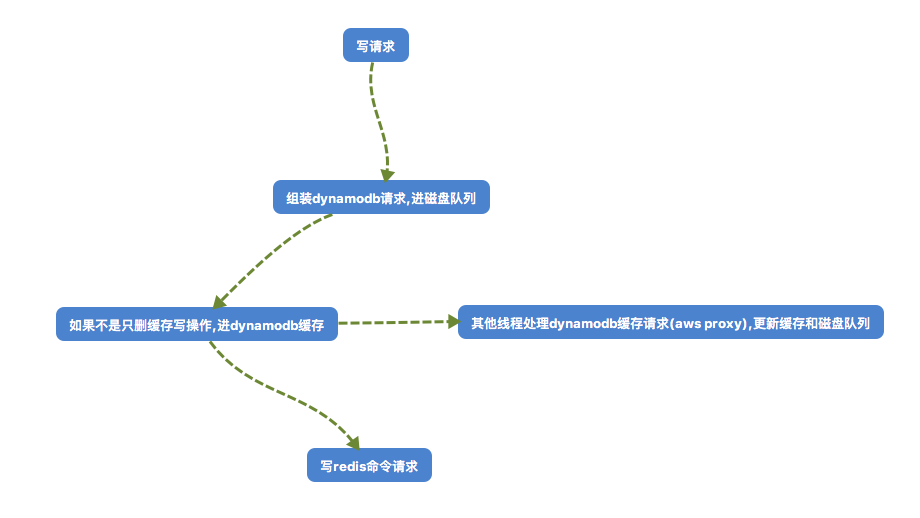 写请求
组装dynamodb请求,进磁盘队列
如果不是只删缓存写操作,进dynamodb缓存
其他线程处理dynamodb缓存请求(aws proxy),更新缓存和磁盘队列
写redis命令请求